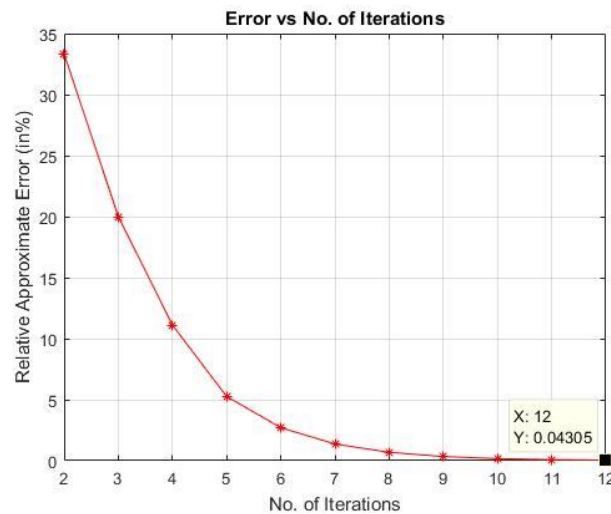 Error vs No. of Iterations
Relative Approximate Error (in%)
35
30
25
20
15
10
5
0
X: 12
Y: 0.04305
2 3 4 5 6 7 8 9 10 11 12
No. of Iterations